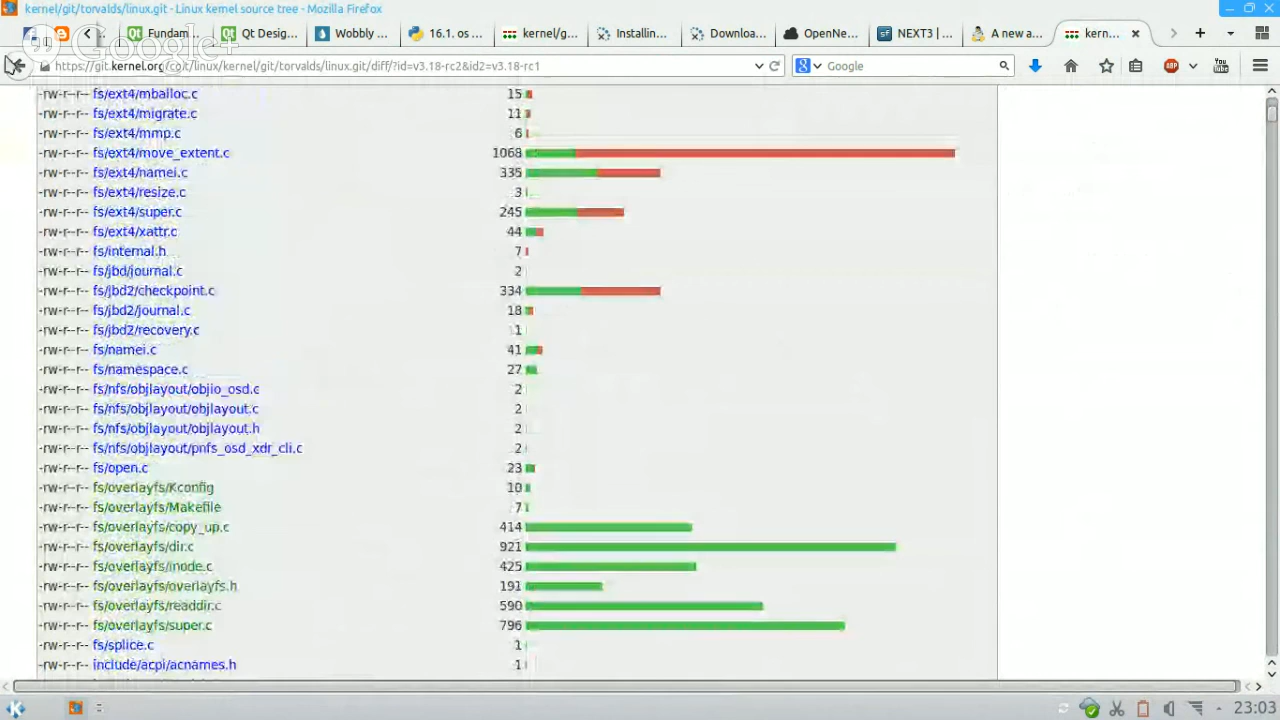 kernel/git/torvalds/linux.git - Linux kernel source tree - Mozilla Firefox
Fundam Qt Desig... Wobbly ... 16.1. os ... kernel/g... Installin... Downloa... OpenNe... NEXT3 | ... A new a... kern...
Google+
https://git.kernel.org/cgit/linux/kernel/git/torvalds/linux.git/diff/?id=v3.18-rc2&id2=v3.18-rc1 Google
-rw-r--r-- fs/ext4/mballoc.c 15
-rw-r--r-- fs/ext4/migrate.c 11
-rw-r--r-- fs/ext4/mmp.c 6
-rw-r--r-- fs/ext4/move_extent.c 1068
-rw-r--r-- fs/ext4/namei.c 335
-rw-r--r-- fs/ext4/resize.c 3
-rw-r--r-- fs/ext4/super.c 245
-rw-r--r-- fs/ext4/xattr.c 44
-rw-r--r-- fs/internal.h 7
-rw-r--r-- fs/jbd/journal.c 2
-rw-r--r-- fs/jbd2/checkpoint.c 334
-rw-r--r-- fs/jbd2/journal.c 18
-rw-r--r-- fs/jbd2/recovery.c 1
-rw-r--r-- fs/namei.c 41
-rw-r--r-- fs/namespace.c 27
-rw-r--r-- fs/nfs/objlayout/objio_osd.c 2
-rw-r--r-- fs/nfs/objlayout/objlayout.c 2
-rw-r--r-- fs/nfs/objlayout/objlayout.h 2
-rw-r--r-- fs/nfs/objlayout/pnfs_osd_xdr_cli.c 2
-rw-r--r-- fs/open.c 23
-rw-r--r-- fs/overlayfs/Kconfig 10
-rw-r--r-- fs/overlayfs/Makefile 7
-rw-r--r-- fs/overlayfs/copy_up.c 414
-rw-r--r-- fs/overlayfs/dir.c 921
-rw-r--r-- fs/overlayfs/inode.c 425
-rw-r--r-- fs/overlayfs/overlayfs.h 191
-rw-r--r-- fs/overlayfs/readdir.c 590
-rw-r--r-- fs/overlayfs/super.c 796
-rw-r--r-- fs/splice.c 1
-rw-r--r-- include/acpi/acnames.h 1
23:03